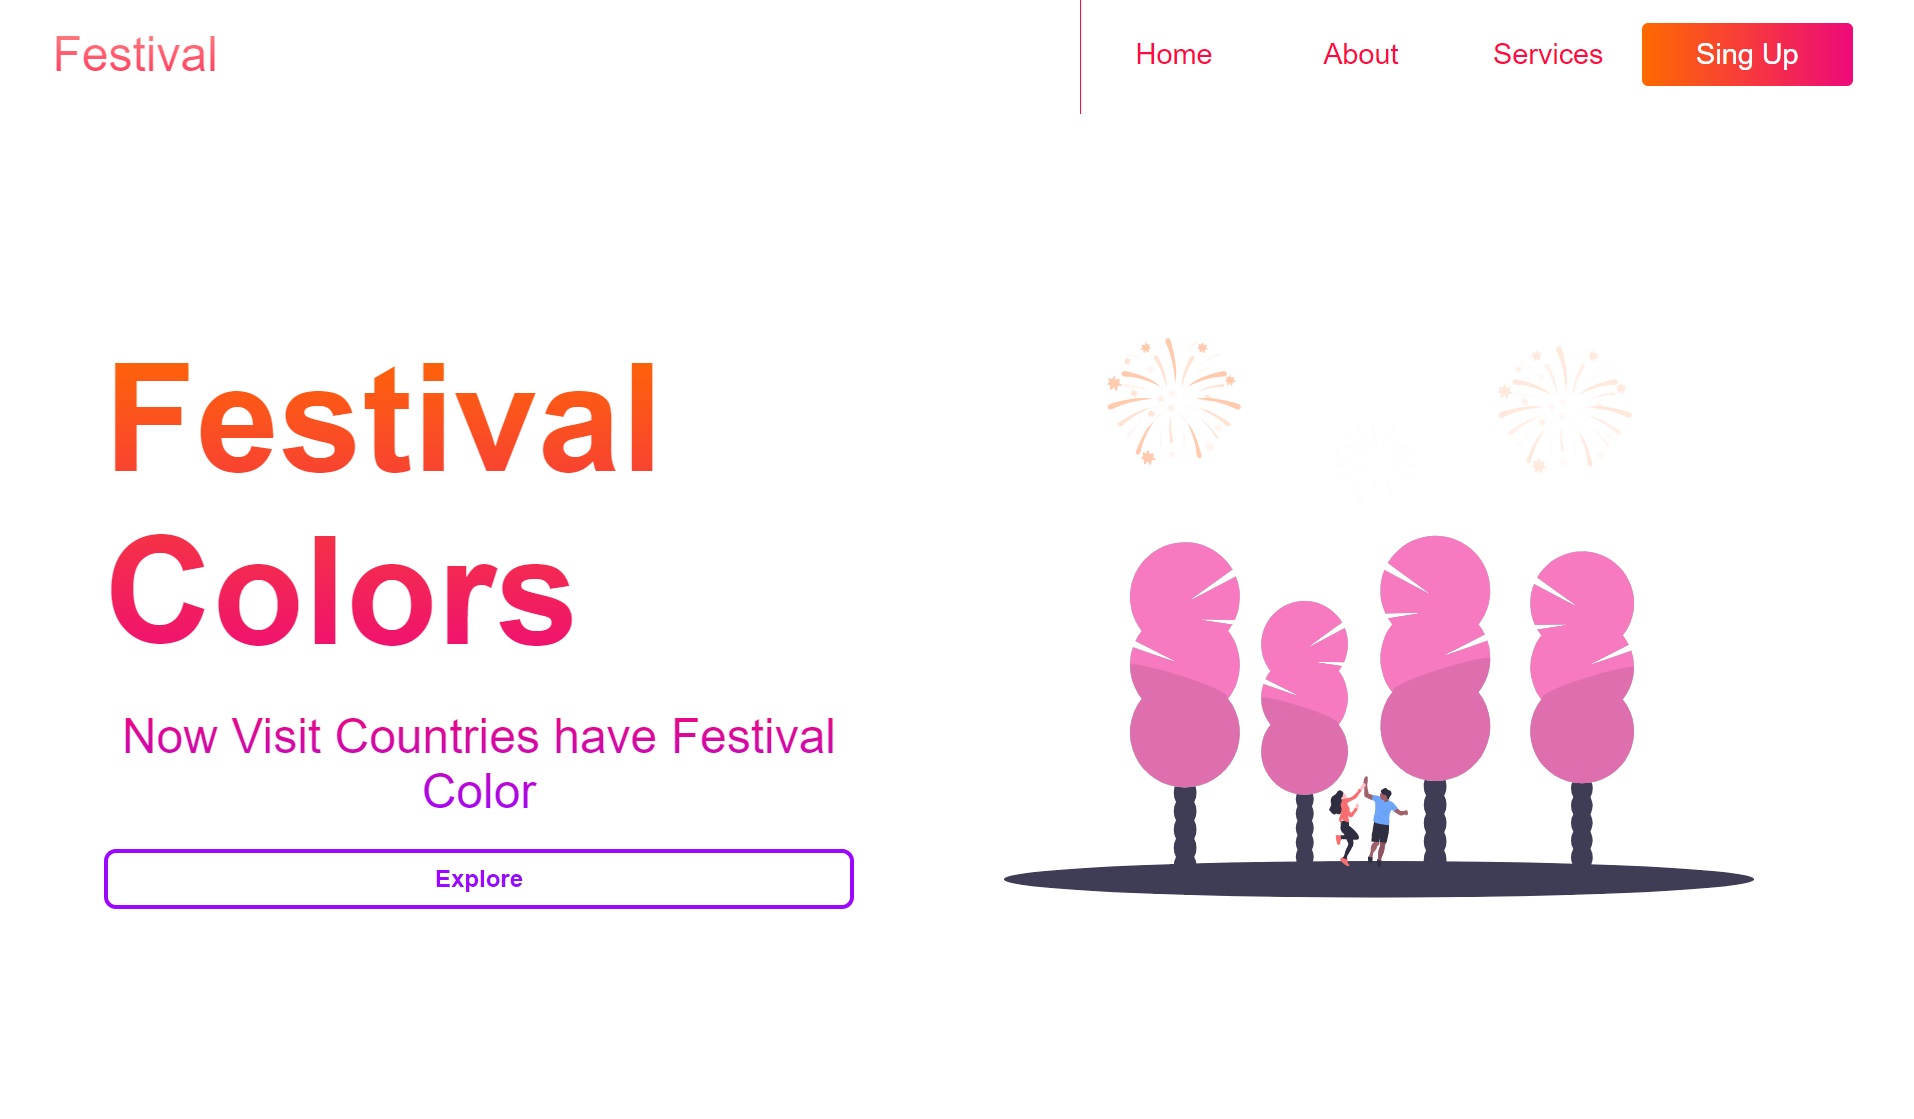 Festival
Home
About
Services
Sing Up
Festival
Colors
Now Visit Countries have Festival
Color
Explore